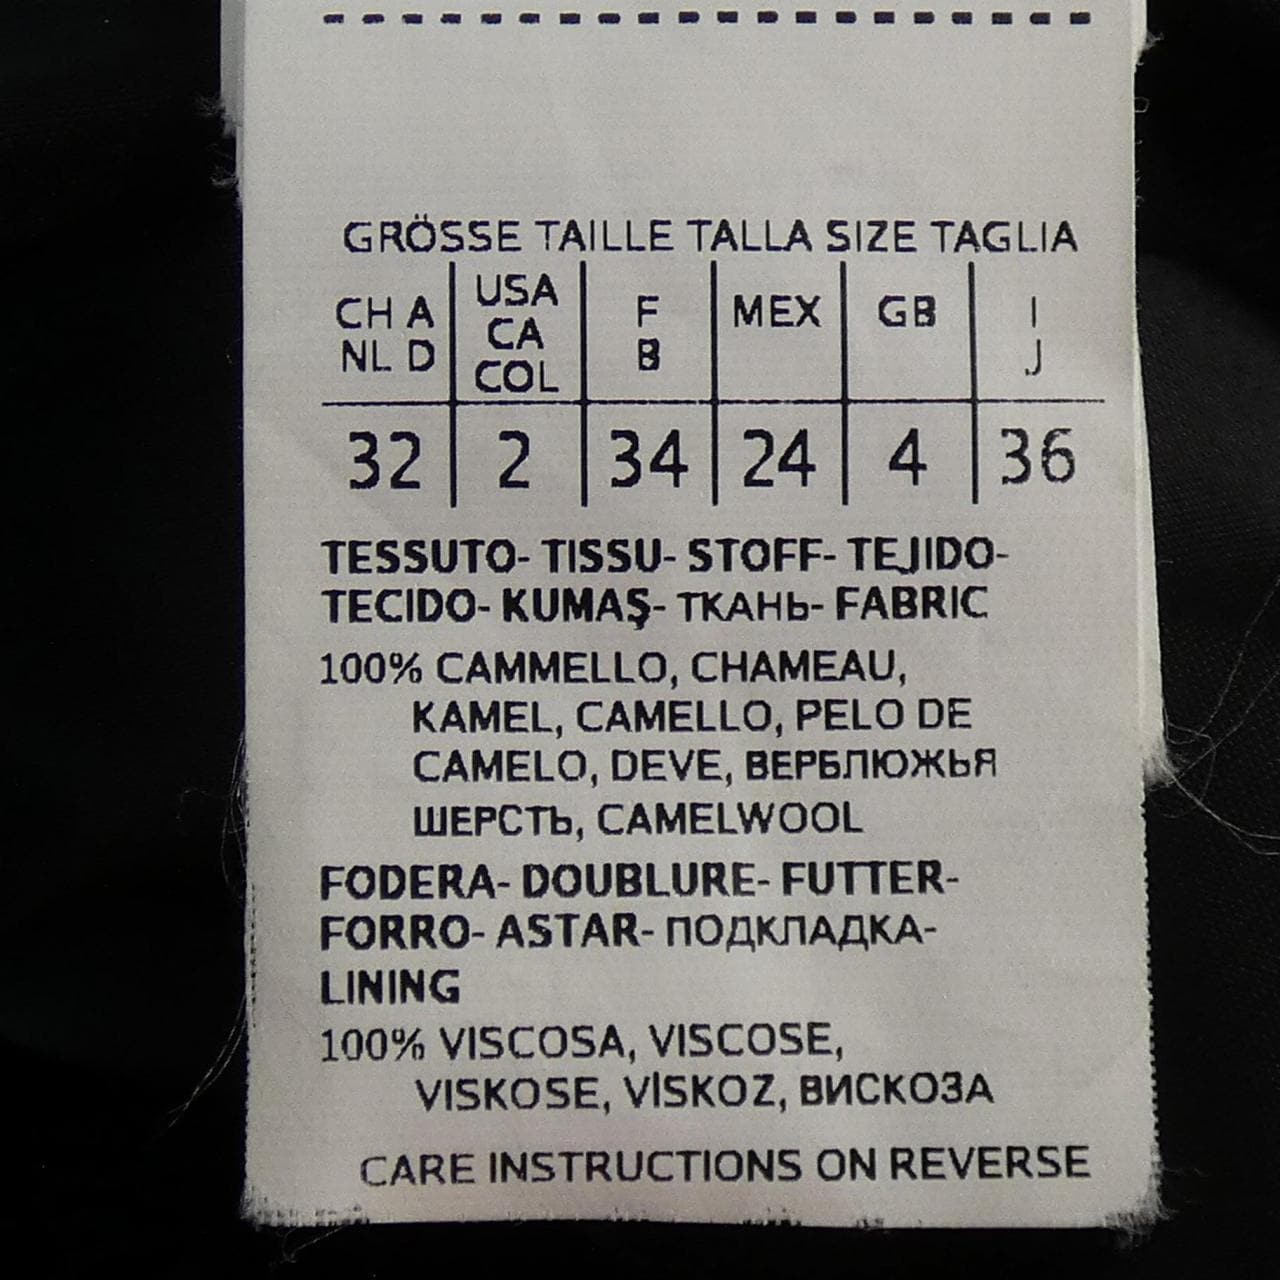 GRÖSSE TAILLE TALLA SIZE TAGLIA
CH A NL D | USA CA COL | F B | MEX | GB | I J
32 | 2 | 34 | 24 | 4 | 36
TESSUTO- TISSU- STOFF- TEJIDO-
TECIDO- KUMAŞ- ТКАНЬ- FABRIC
100% CAMMELLO, CHAMEAU,
KAMEL, CAMELLO, PELO DE
CAMELO, DEVE, ВЕРБЛЮЖЬЯ
ШЕРСТЬ, CAMELWOOL
FODERA- DOUBLURE- FUTTER-
FORRO- ASTAR- ПОДКЛАДКА-
LINING
100% VISCOSA, VISCOSE,
VISKOSE, VİSKOZ, ВИСКОЗА
CARE INSTRUCTIONS ON REVERSE